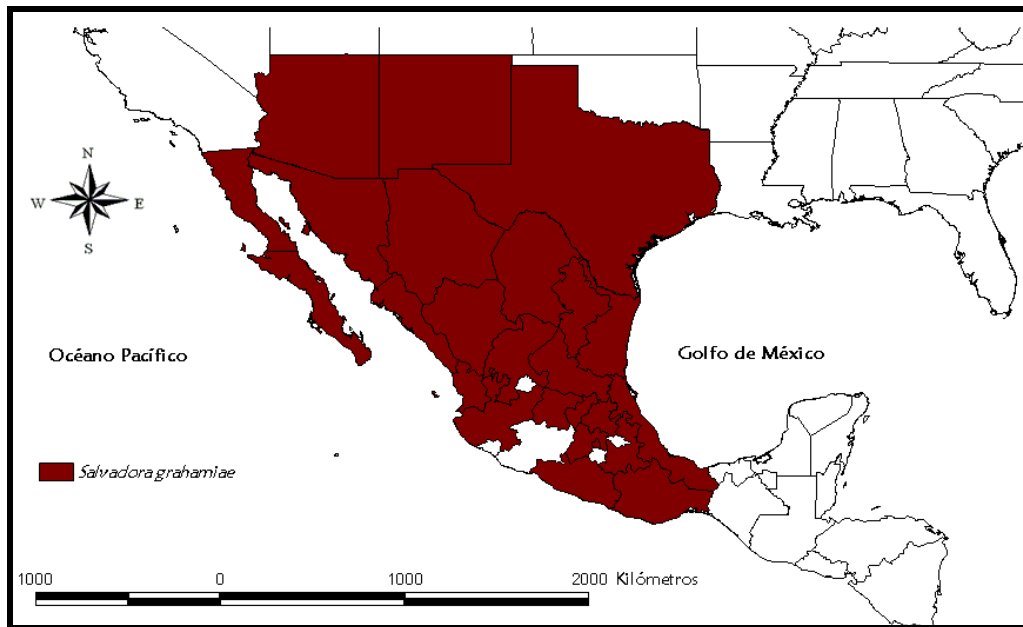 N
W E
S
Océano Pacífico
Golfo de México
Salvadora grahamiae
1000 0 1000 2000 Kilómetros